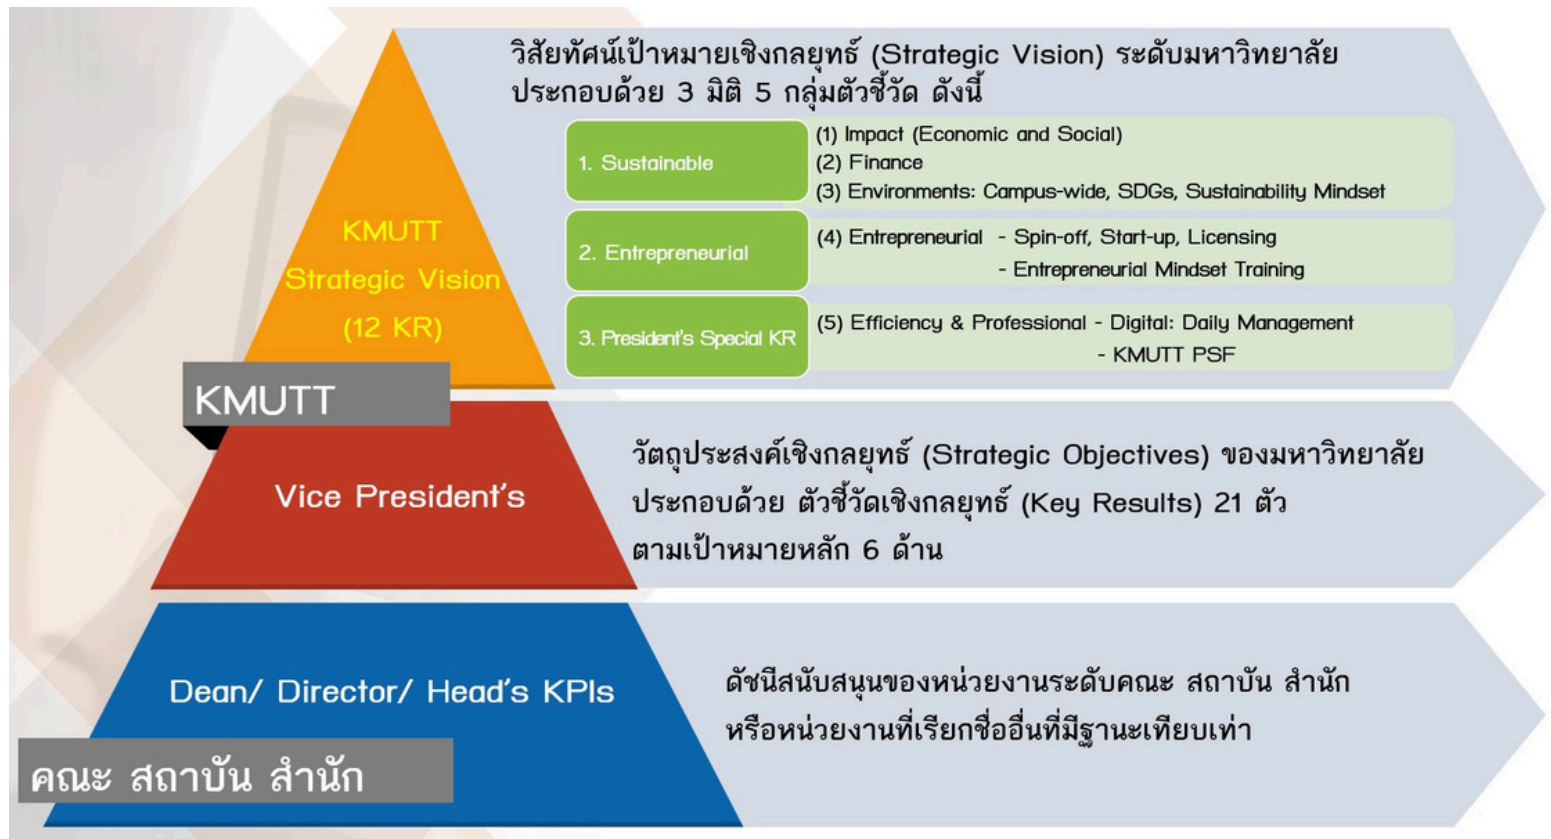 วิสัยทัศน์เป้าหมายเชิงกลยุทธ์ (Strategic Vision) ระดับมหาวิทยาลัย
ประกอบด้วย 3 มิติ 5 กลุ่มตัวชี้วัด ดังนี้
KMUTT
Strategic Vision
(12 KR)
1. Sustainable
(1) Impact (Economic and Social)
(2) Finance
(3) Environments: Campus-wide, SDGs, Sustainability Mindset
2. Entrepreneurial
(4) Entrepreneurial - Spin-off, Start-up, Licensing
- Entrepreneurial Mindset Training
3. President's Special KR
(5) Efficiency & Professional - Digital: Daily Management
- KMUTT PSF
KMUTT
Vice President's
วัตถุประสงค์เชิงกลยุทธ์ (Strategic Objectives) ของมหาวิทยาลัย
ประกอบด้วย ตัวชี้วัดเชิงกลยุทธ์ (Key Results) 21 ตัว
ตามเป้าหมายหลัก 6 ด้าน
Dean/ Director/ Head's KPIs
ดัชนีสนับสนุนของหน่วยงานระดับคณะ สถาบัน สำนัก
หรือหน่วยงานที่เรียกชื่ออื่นที่มีฐานะเทียบเท่า
คณะ สถาบัน สำนัก